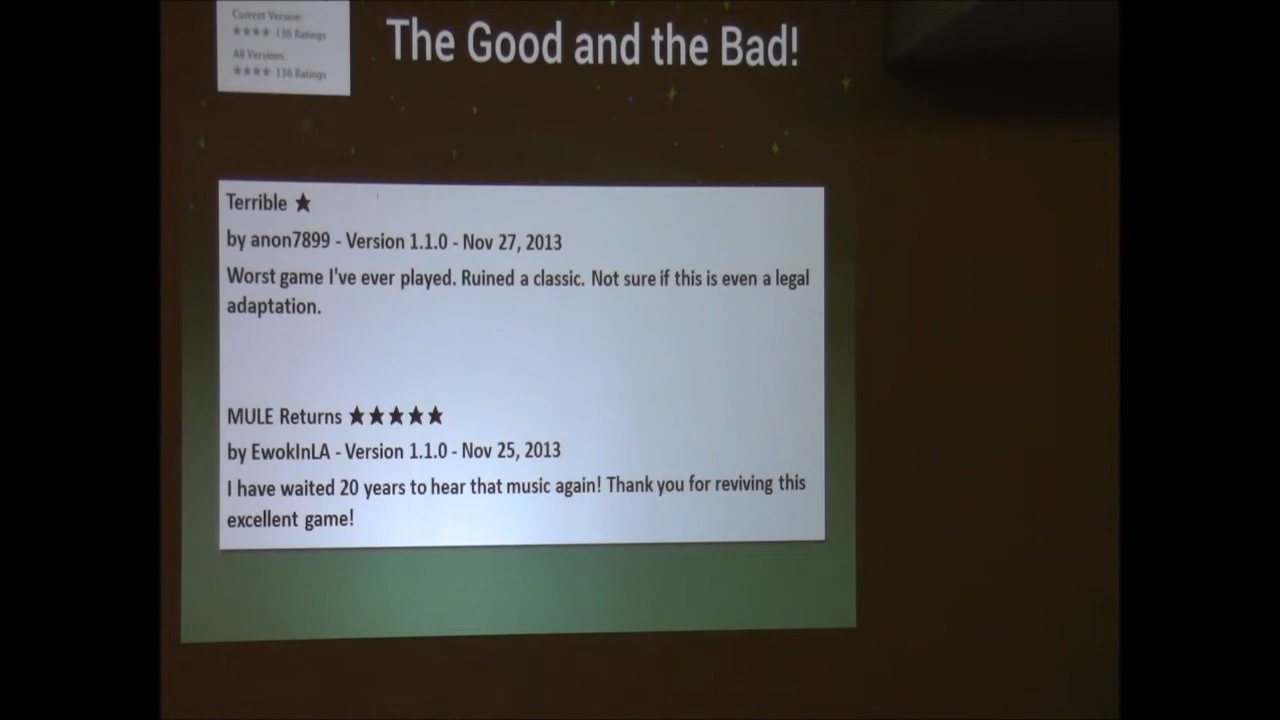 Current Version:
★★★★ 136 Ratings
All Versions:
★★★★ 136 Ratings
The Good and the Bad!
Terrible ★
by anon7899 - Version 1.1.0 - Nov 27, 2013
Worst game I've ever played. Ruined a classic. Not sure if this is even a legal
adaptation.
MULE Returns ★★★★★
by EwokInLA - Version 1.1.0 - Nov 25, 2013
I have waited 20 years to hear that music again! Thank you for reviving this
excellent game!